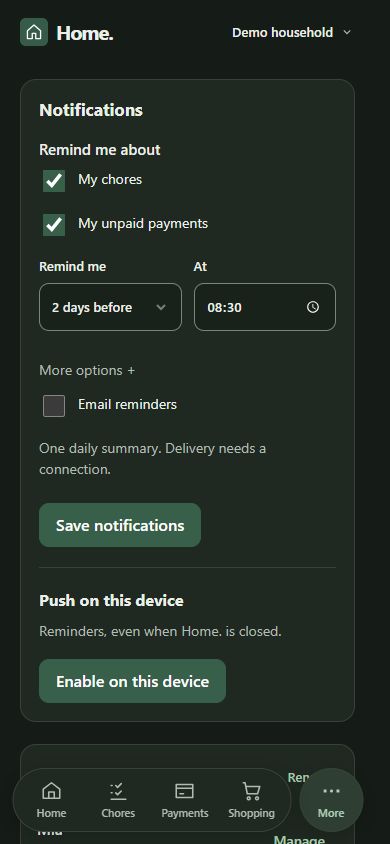 Home.
Demo household
Notifications
Remind me about
My chores
My unpaid payments
Remind me
At
2 days before
08:30
More options +
Email reminders
One daily summary. Delivery needs a
connection.
Save notifications
Push on this device
Reminders, even when Home. is closed.
Enable on this device
Home
Chores
Payments
Shopping
More
Manage